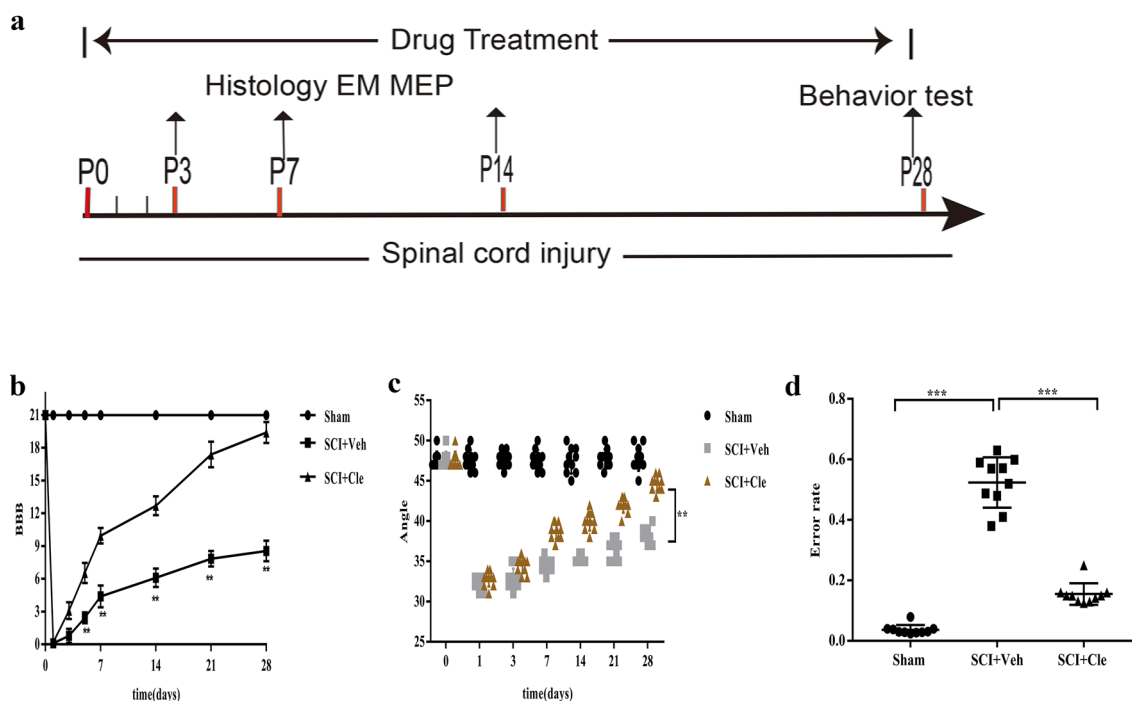 a
Drug Treatment
Histology EM MEP
Behavior test
P0
P3
P7
P14
P28
Spinal cord injury
b
BBB
21
18
15
12
9
6
3
0
0
7
14
21
28
time(days)
**
**
**
**
**
Sham
SCI+Veh
SCI+Cle
c
Angle
55
50
45
40
35
30
25
0
1
3
7
14
21
28
time(days)
**
Sham
SCI+Veh
SCI+Cle
d
Error rate
0.8
0.6
0.4
0.2
0.0
***
***
Sham
SCI+Veh
SCI+Cle